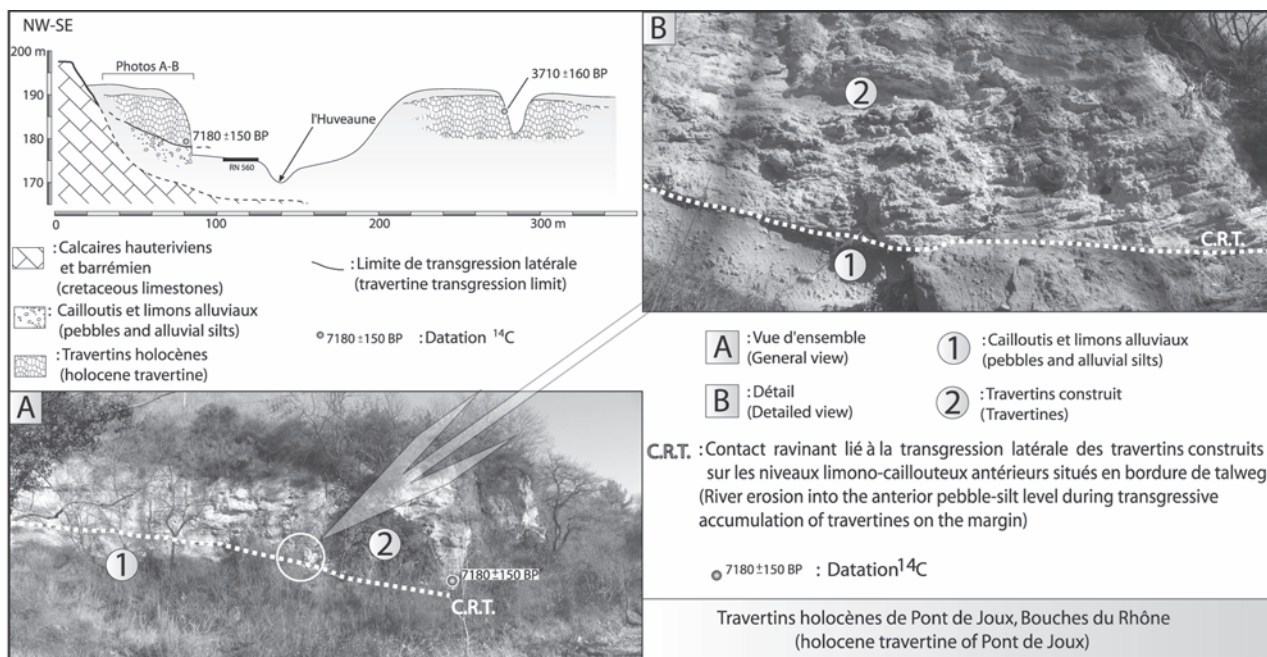 NW-SE
200 m
190
180
170
Photos A-B
7180 ±150 BP
RN 560
l'Huveaune
3710 ±160 BP
0
100
200
300 m
: Calcaires hauteriviens
et barrémien
(cretaceous limestones)
: Cailloutis et limons alluviaux
(pebbles and alluvial silts)
: Travertins holocènes
(holocene travertine)
: Limite de transgression latérale
(travertine transgression limit)
7180 ±150 BP : Datation 14C
B
2
C.R.T.
1
A
1
2
7180 ±150 BP
C.R.T.
A : Vue d'ensemble
(General view)
B : Détail
(Detailed view)
1 : Cailloutis et limons alluviaux
(pebbles and alluvial silts)
2 : Travertins construit
(Travertines)
C.R.T. : Contact ravinant lié à la transgression latérale des travertins construits
sur les niveaux limono-caillouteux antérieurs situés en bordure de talweg
(River erosion into the anterior pebble-silt level during transgressive
accumulation of travertines on the margin)
7180 ±150 BP : Datation 14C
Travertins holocènes de Pont de Joux, Bouches du Rhône
(holocene travertine of Pont de Joux)